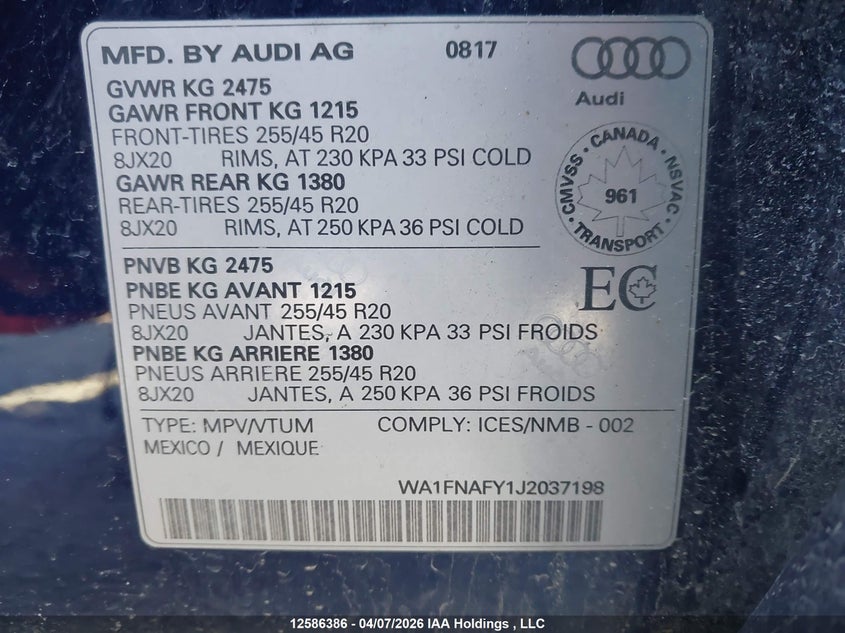 MFD. BY AUDI AG 0817
Audi
GVWR KG 2475
GAWR FRONT KG 1215
FRONT-TIRES 255/45 R20
8JX20 RIMS, AT 230 KPA 33 PSI COLD
GAWR REAR KG 1380
REAR-TIRES 255/45 R20
8JX20 RIMS, AT 250 KPA 36 PSI COLD
CMVSS CANADA NSVAC
961
TRANSPORT
PNVB KG 2475
PNBE KG AVANT 1215
PNEUS AVANT 255/45 R20
8JX20 JANTES, A 230 KPA 33 PSI FROIDS
PNBE KG ARRIERE 1380
PNEUS ARRIERE 255/45 R20
8JX20 JANTES, A 250 KPA 36 PSI FROIDS
EC
TYPE: MPV/VTUM COMPLY: ICES/NMB - 002
MEXICO / MEXIQUE
WA1FNAFY1J2037198
12586386 - 04/07/2026 IAA Holdings , LLC